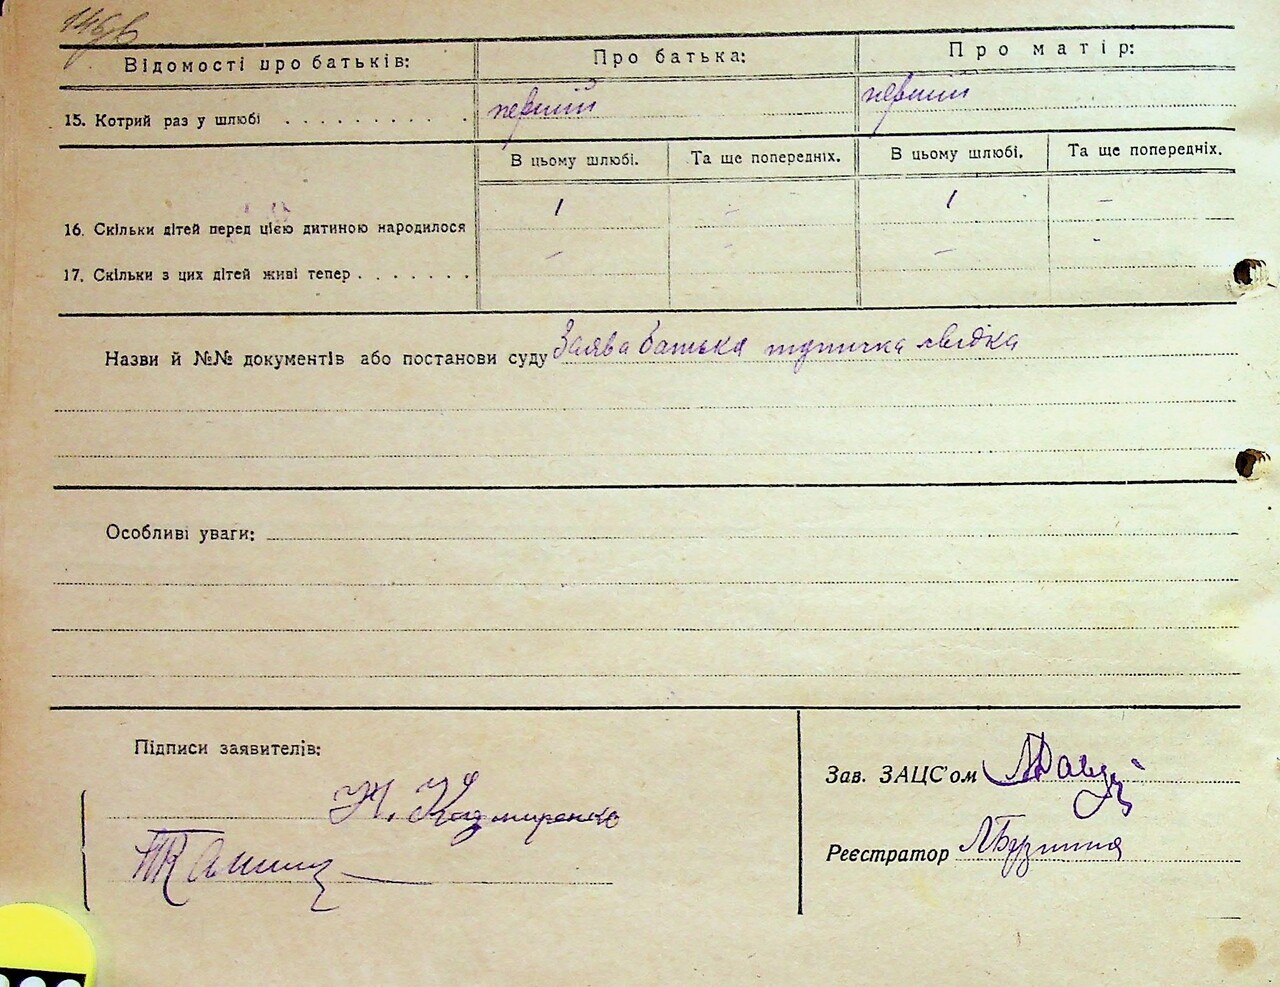 146/в
Відомості про батьків: Про батька: Про матір:
15. Котрий раз у шлюбі . . . . . . . . . . . перший перший
В цьому шлюбі. Та ще попередніх. В цьому шлюбі. Та ще попередніх.
16. Скільки дітей перед цією дитиною народилося 1 - 1 -
17. Скільки з цих дітей живі тепер . . . . . . . - - - -
Назви й №№ документів або постанови суду Заява батька свідка
Особливі уваги:
Підписи заявителів:
Зав. ЗАЦС'ом
Реєстратор